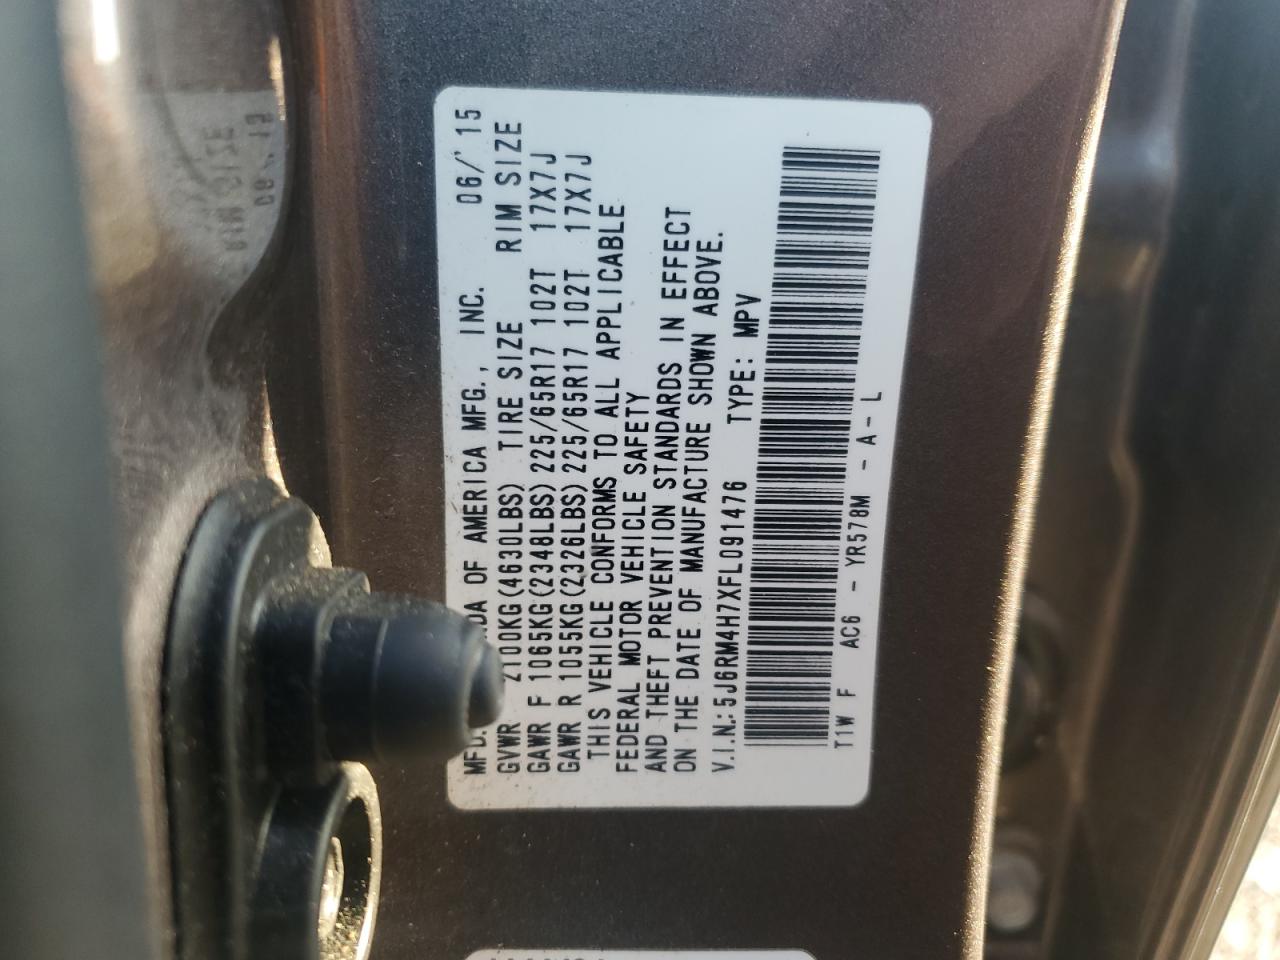 MFD. DA OF AMERICA MFG., INC. 06/'15
GVWR 2100KG(4630LBS) TIRE SIZE RIM SIZE
GAWR F 1065KG(2348LBS) 225/65R17 102T 17X7J
GAWR R 1055KG(2326LBS) 225/65R17 102T 17X7J
THIS VEHICLE CONFORMS TO ALL APPLICABLE
FEDERAL MOTOR VEHICLE SAFETY
AND THEFT PREVENTION STANDARDS IN EFFECT
ON THE DATE OF MANUFACTURE SHOWN ABOVE.
V.I.N.:5J6RM4H7XFL091476 TYPE: MPV
T1W F AC6 - YR578M - A - L